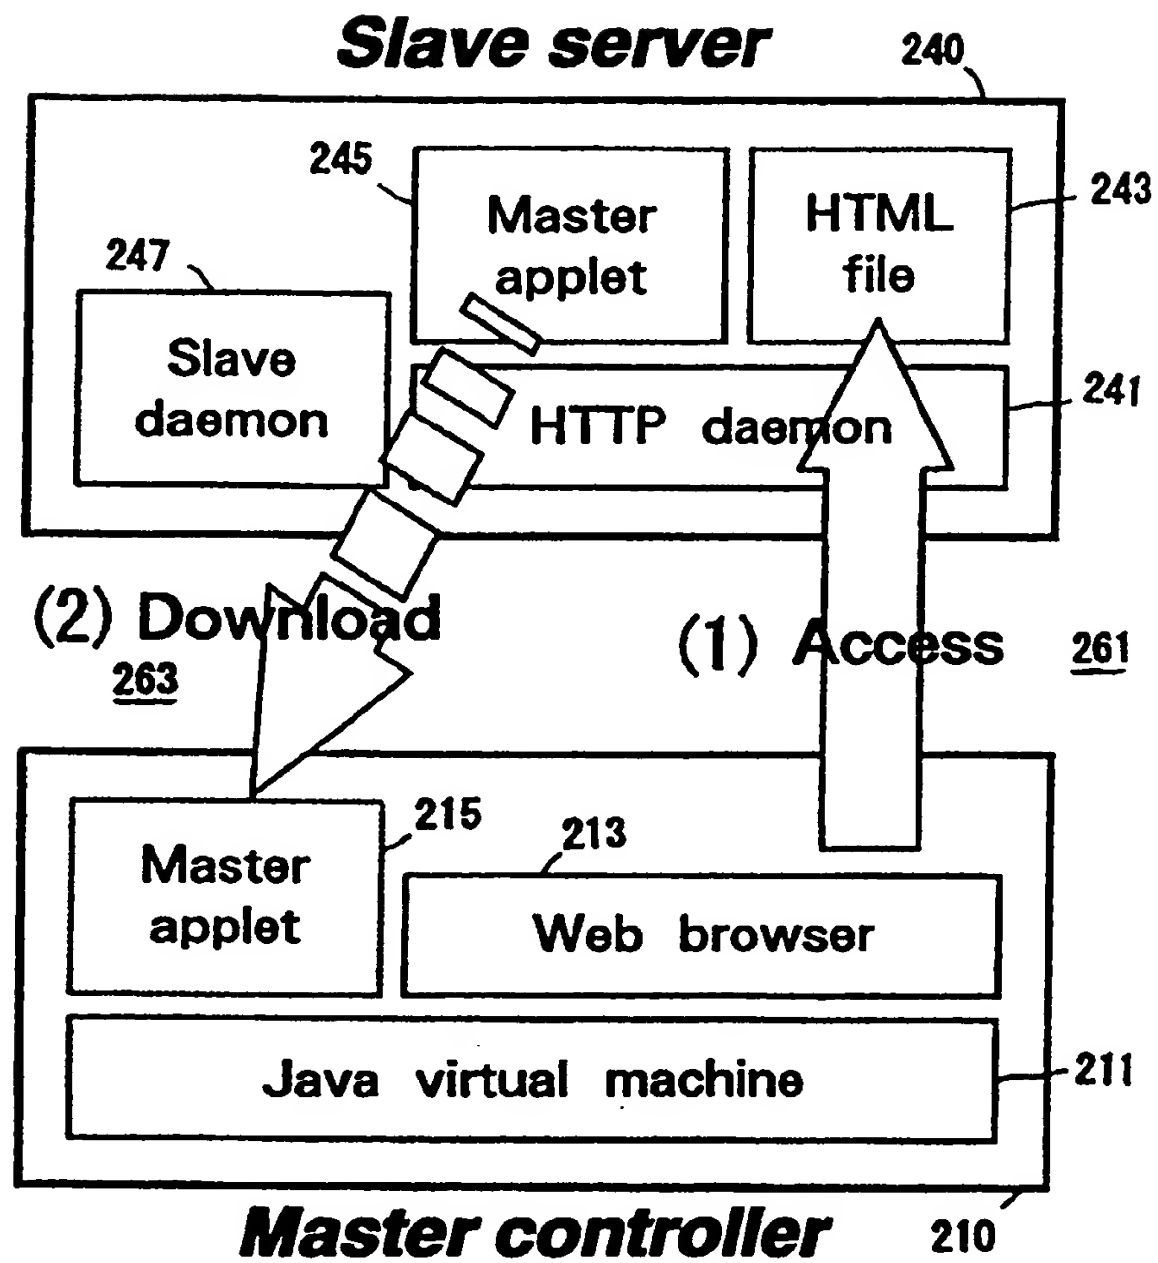 Slave server
240
245
Master
applet
HTML
file
243
247
Slave
daemon
HTTP daemon
241
(2) Download
263
(1) Access
261
Master
applet
215
213
Web browser
Java virtual machine
211
Master controller
210